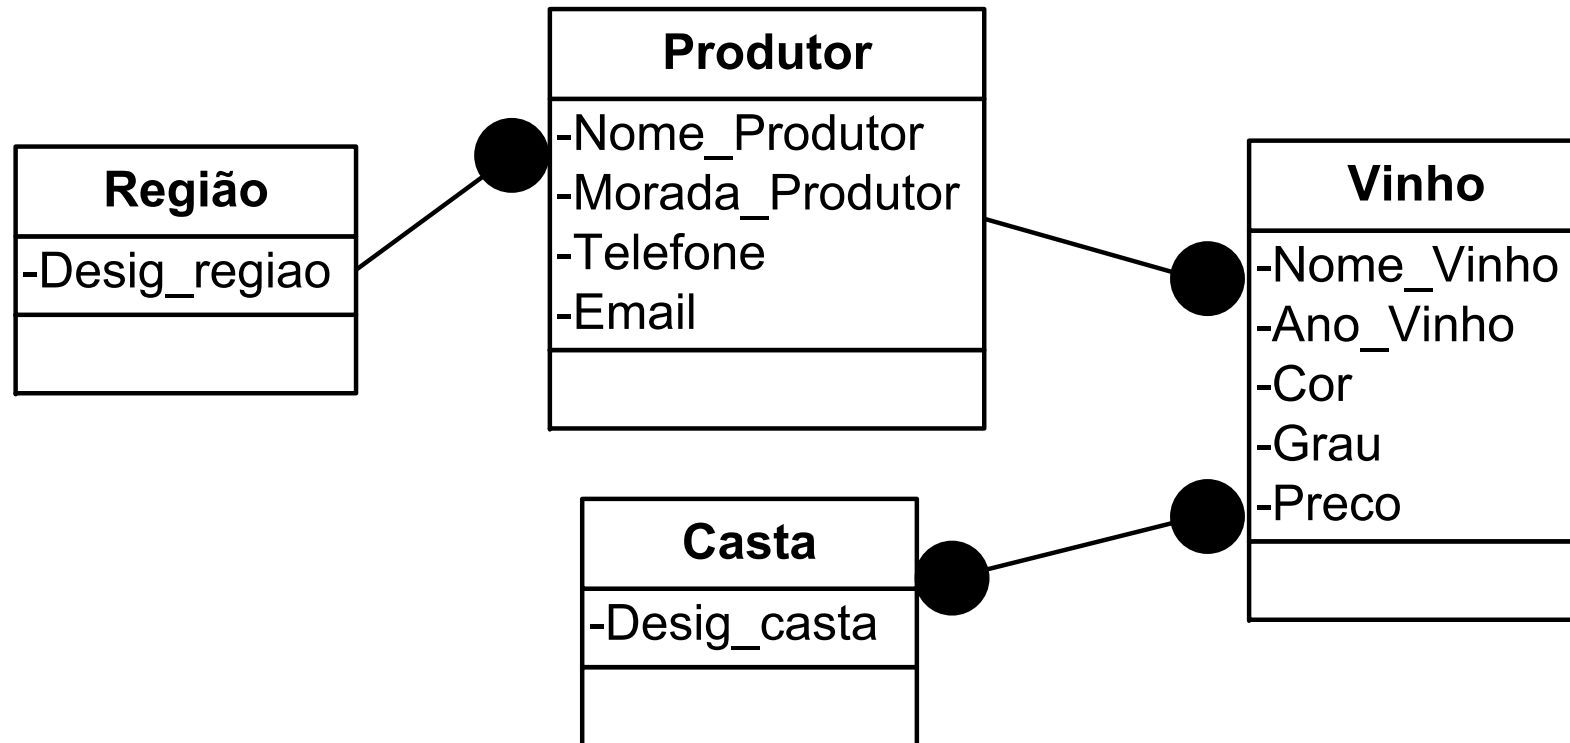 Região
-Desig_regiao
Produtor
-Nome_Produtor
-Morada_Produtor
-Telefone
-Email
Vinho
-Nome_Vinho
-Ano_Vinho
-Cor
-Grau
-Preco
Casta
-Desig_casta